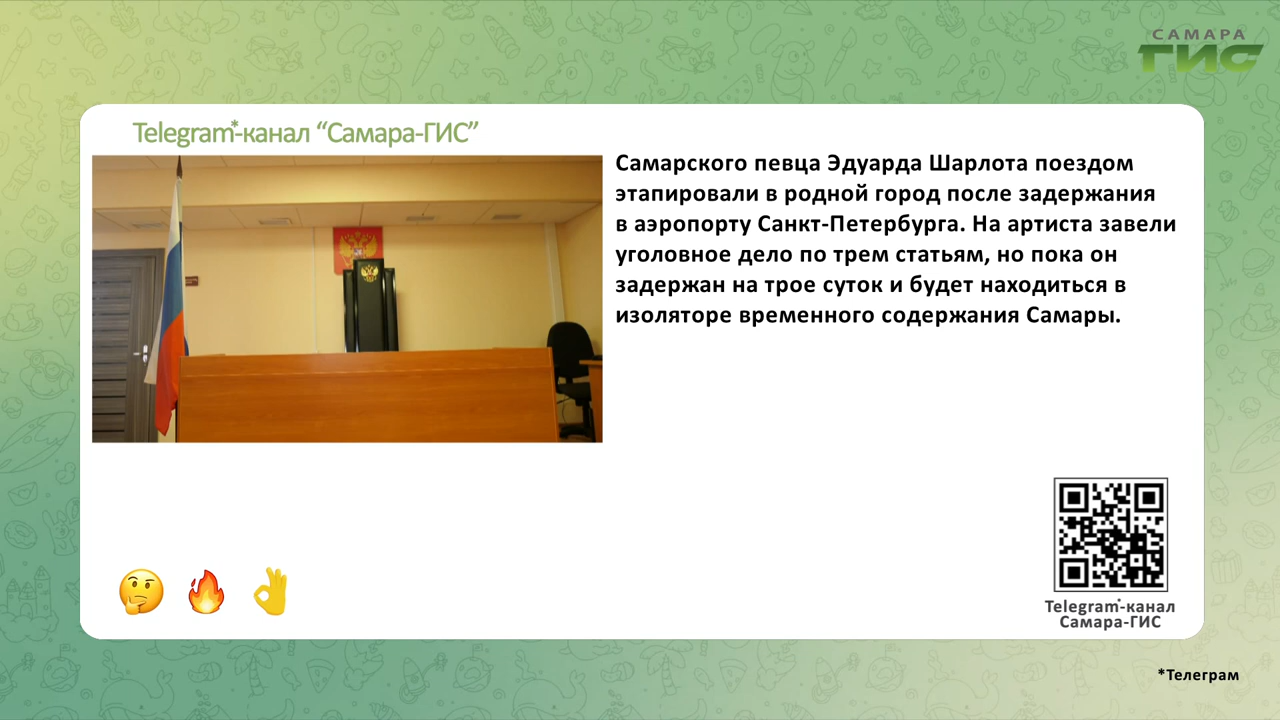 САМАРА
ГИС
Telegram*-канал “Самара-ГИС”
Самарского певца Эдуарда Шарлота поездом
этапировали в родной город после задержания
в аэропорту Санкт-Петербурга. На артиста завели
уголовное дело по трем статьям, но пока он
задержан на трое суток и будет находиться в
изоляторе временного содержания Самары.
Telegram*-канал
Самара-ГИС
*Телеграм